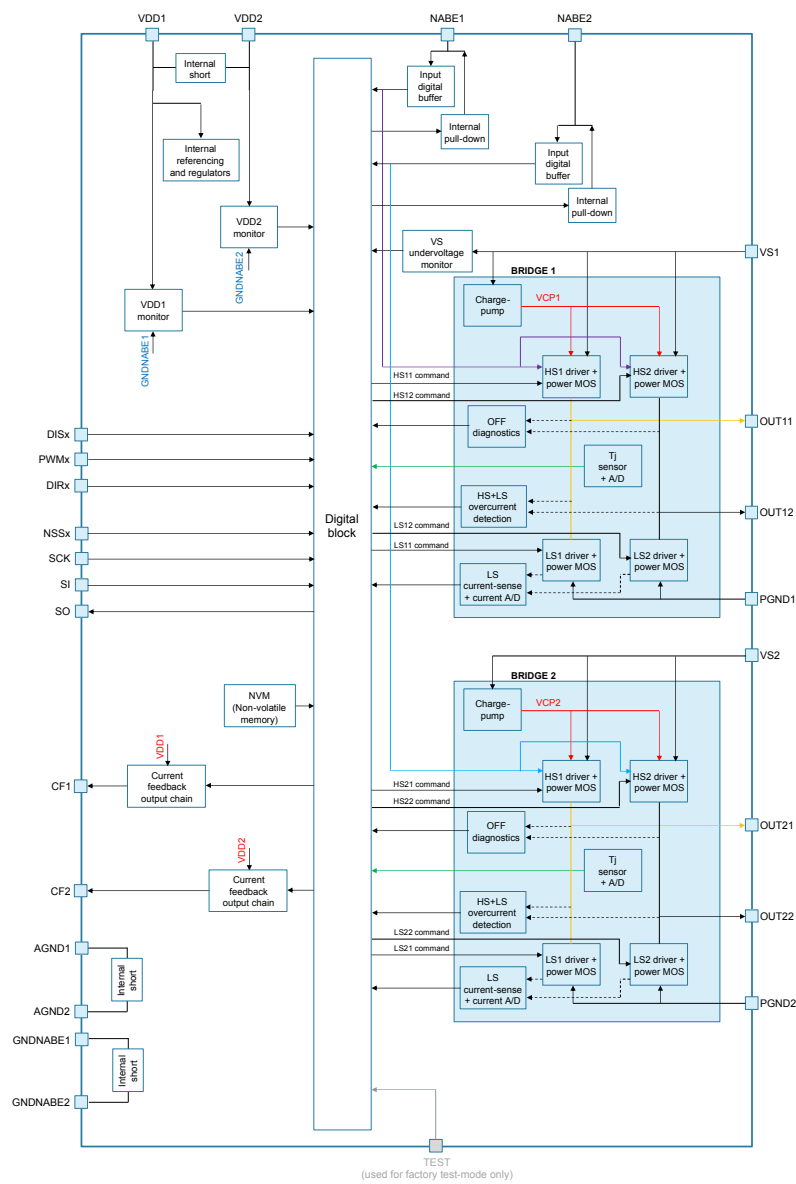 VDD1
VDD2
NABE1
NABE2
Internal
short
Input
digital
buffer
Internal
pull-down
Internal
referencing
and regulators
Input
digital
buffer
Internal
pull-down
VDD2
monitor
GNDNABE2
VS
undervoltage
monitor
VS1
BRIDGE 1
VDD1
monitor
GNDNABE1
Charge-
pump
VCP1
HS1 driver +
power MOS
HS2 driver +
power MOS
HS11 command
HS12 command
DISx
PWMx
DIRx
NSSx
SCK
SI
SO
Digital
block
OFF
diagnostics
OUT11
Tj
sensor
+ A/D
HS+LS
overcurrent
detection
OUT12
LS12 command
LS11 command
LS1 driver +
power MOS
LS2 driver +
power MOS
LS
current-sense
+ current A/D
PGND1
VS2
BRIDGE 2
NVM
(Non-volatile
memory)
Charge-
pump
VCP2
VDD1
Current
feedback
output chain
CF1
HS1 driver +
power MOS
HS2 driver +
power MOS
HS21 command
HS22 command
OFF
diagnostics
OUT21
VDD2
Current
feedback
output chain
CF2
Tj
sensor
+ A/D
HS+LS
overcurrent
detection
OUT22
LS22 command
LS21 command
LS1 driver +
power MOS
LS2 driver +
power MOS
LS
current-sense
+ current A/D
PGND2
AGND1
Internal
short
AGND2
GNDNABE1
Internal
short
GNDNABE2
TEST
(used for factory test-mode only)